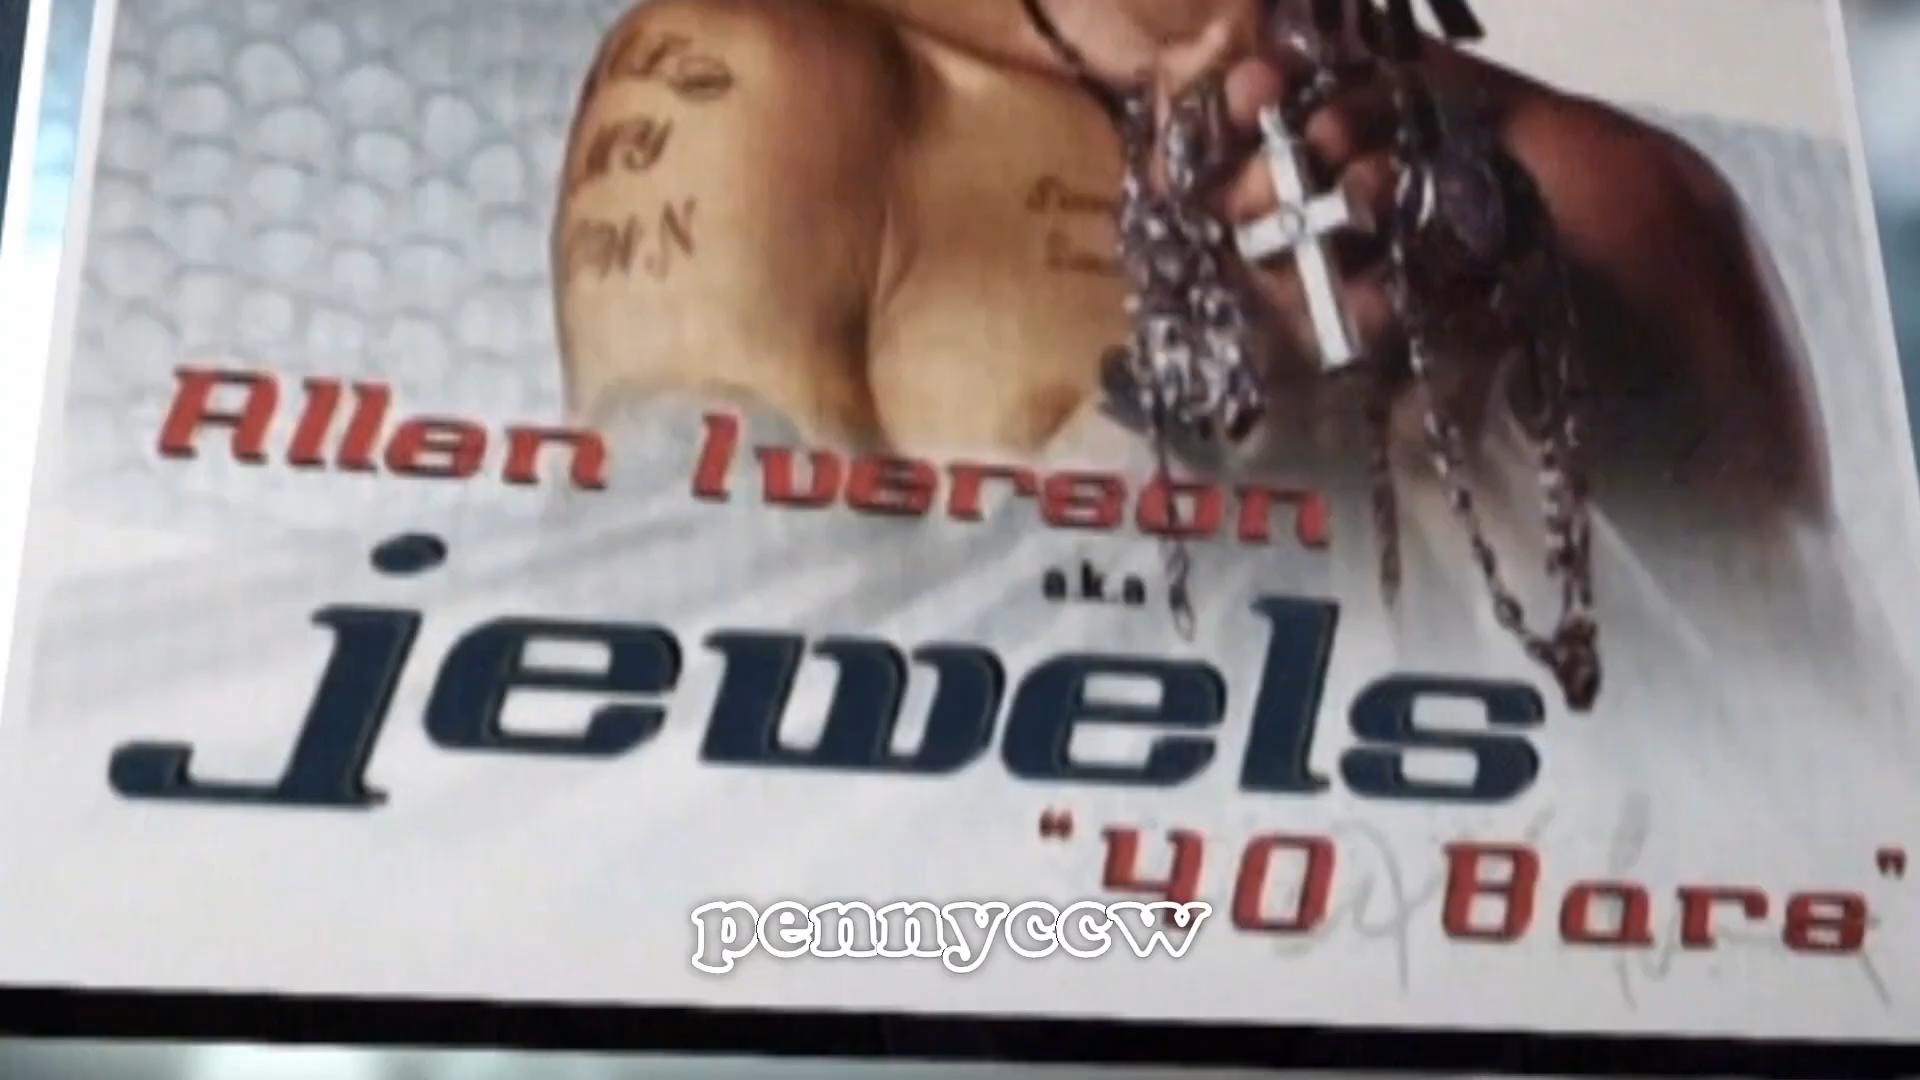 Allen Iverson
a.k.a
jewels
"40 Bars"
pennyccw